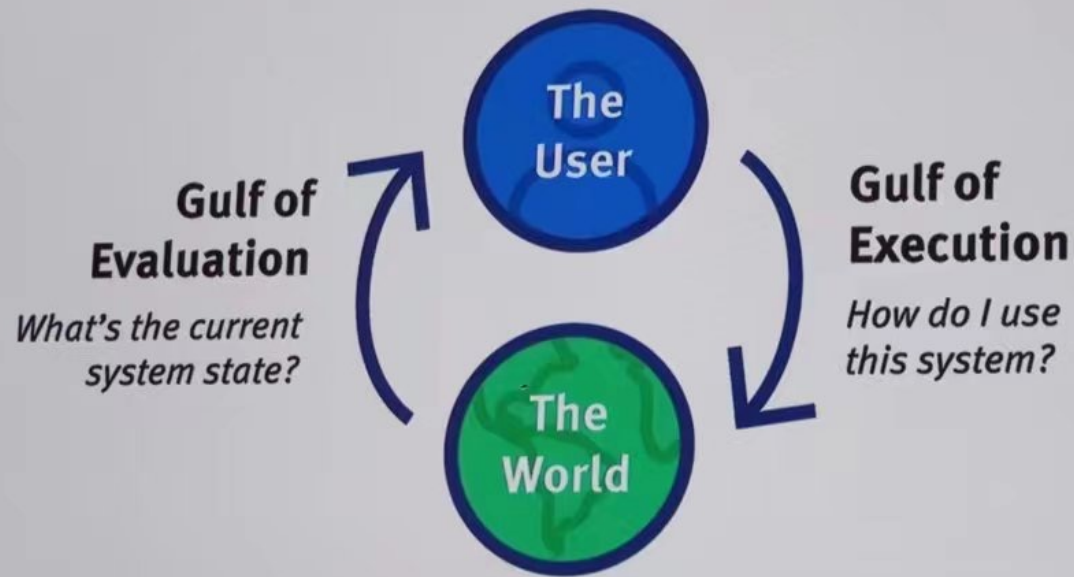 The
User
Gulf of
Evaluation
What's the current
system state?
Gulf of
Execution
How do I use
this system?
The
World